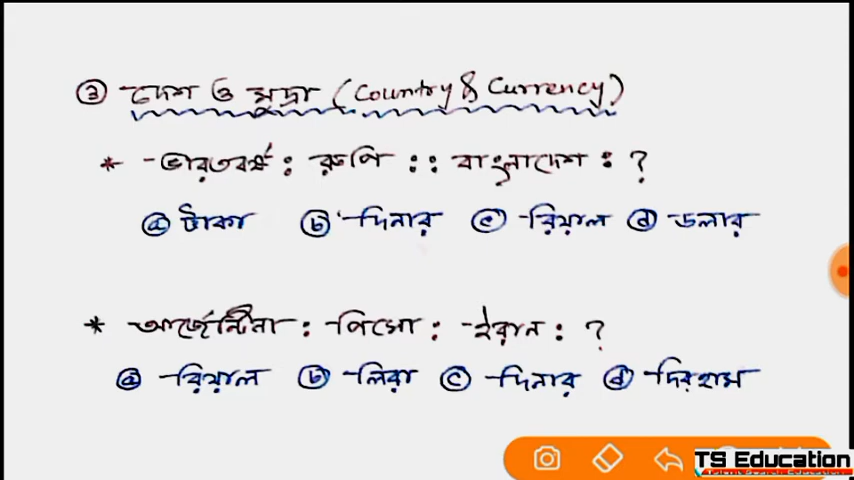 ③ দেশ ও মুদ্রা (Country & Currency)
* ভারতবর্ষ : রুপি : : বাংলাদেশ : ?
ⓐ টাকা ⓑ দিনার ⓒ রিয়াল ⓓ ডলার
* আর্জেন্টিনা : পিসো : ইরান : ?
ⓐ রিয়াল ⓑ লিরা ⓒ দিনার ⓓ দিরহাম
TS Education